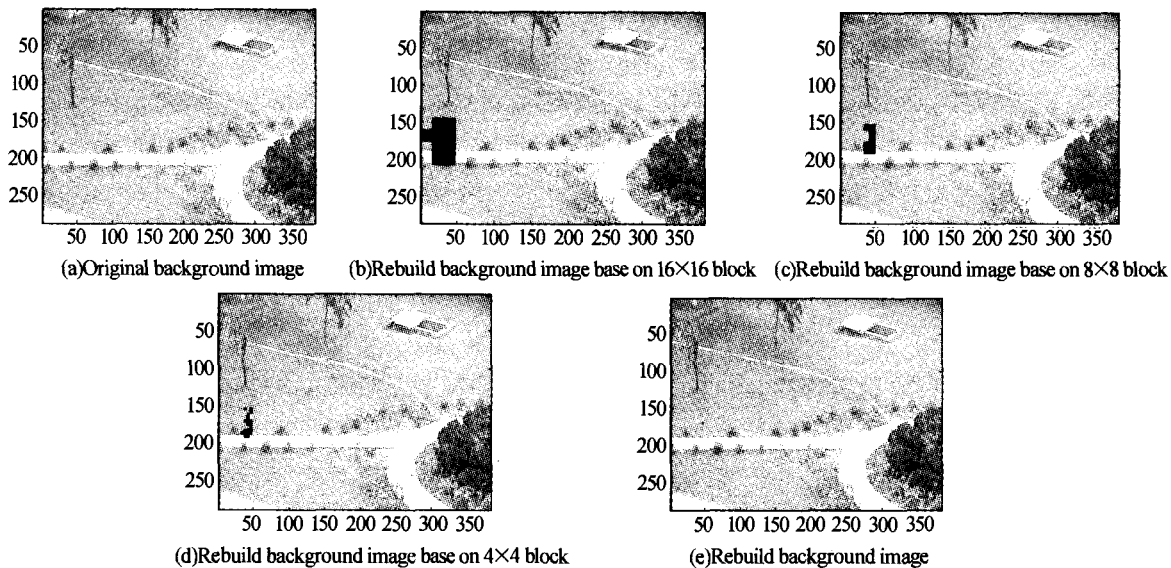 50
100
150
200
250
50 100 150 200 250 300 350
(a)Original background image
50
100
150
200
250
50 100 150 200 250 300 350
(b)Rebuild background image base on 16×16 block
50
100
150
200
250
50 100 150 200 250 300 350
(c)Rebuild background image base on 8×8 block
50
100
150
200
250
50 100 150 200 250 300 350
(d)Rebuild background image base on 4×4 block
50
100
150
200
250
50 100 150 200 250 300 350
(e)Rebuild background image